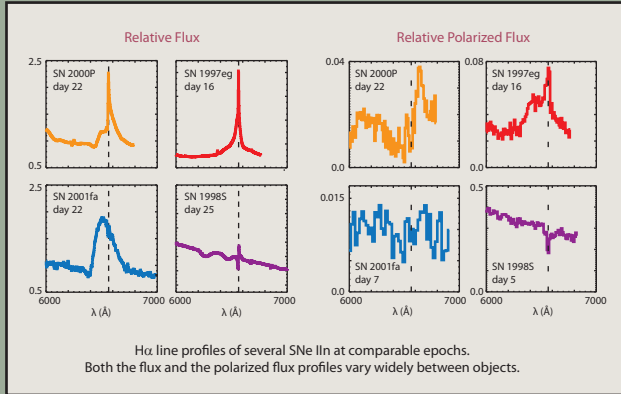 Relative Flux
Relative Polarized Flux
2.5
SN 2000P
day 22
0.5
SN 1997eg
day 16
0.04
SN 2000P
day 22
0.0
0.08
SN 1997eg
day 16
0.0
2.5
SN 2001fa
day 22
0.5
6000
λ (Å)
7000
SN 1998S
day 25
6000
λ (Å)
7000
0.015
SN 2001fa
day 7
0.0
6000
λ (Å)
7000
0.5
SN 1998S
day 5
0.0
6000
λ (Å)
7000
Hα line profiles of several SNe IIn at comparable epochs.
Both the flux and the polarized flux profiles vary widely between objects.